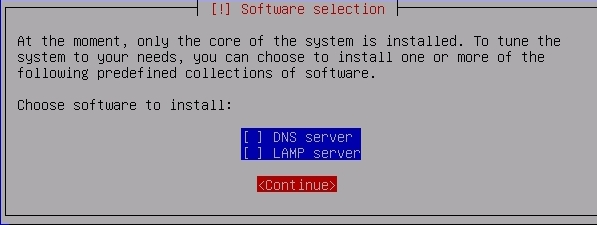 [!] Software selection
At the moment, only the core of the system is installed. To tune the
system to your needs, you can choose to install one or more of the
following predefined collections of software.
Choose software to install:
[ ] DNS server
[ ] LAMP server
<Continue>